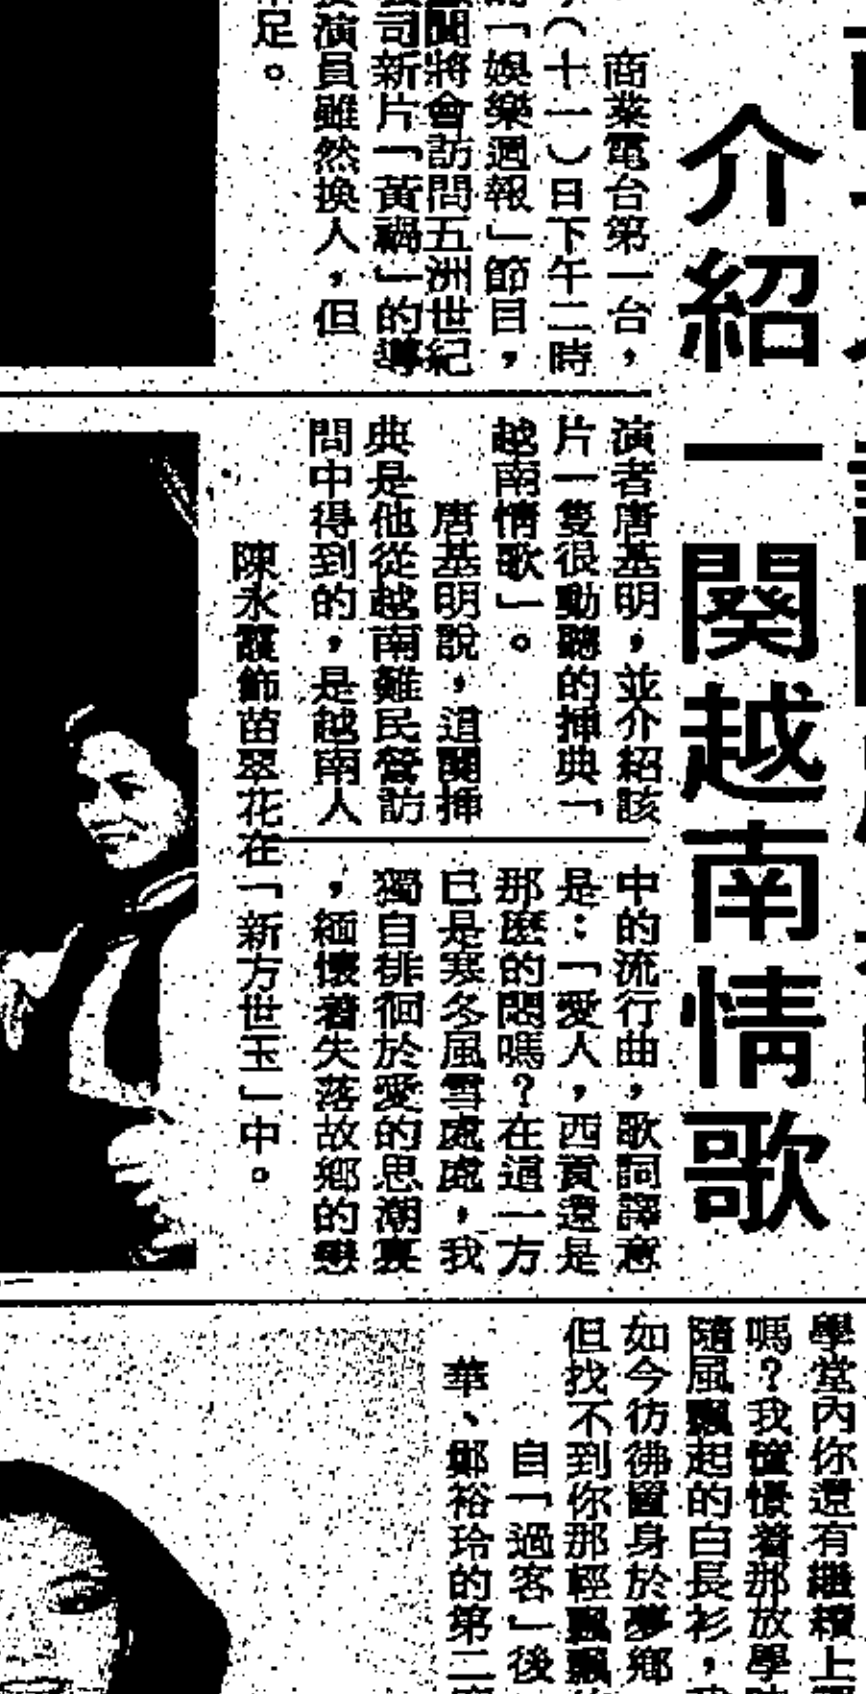 介紹一闋越南情歌
商業電台第一台，
（十一）日下午二時
「娛樂週報」節目，
將會訪問五洲世紀
司新片「黃禍」的導
演者唐基明，並介紹該
片一隻很動聽的揷曲「
越南情歌」。
唐基明說，這闋揷
曲是他從越南難民營訪
問中得到的，是越南人
中的流行曲，歌詞譯意
是：「愛人，西貢還是
那麼的悶嗎？在這一方
已是寒冬風雪處處，我
獨自徘徊於愛的思潮裏
，緬懷着失落故鄉的戀
演員雖然換人，但
足。
陳永霞飾苗翠花在「新方世玉」中。
學堂內你還有繼續上
嗎？我憧憬着那放學
隨風飄起的白長衫，
如今彷彿置身於夢鄉
但找不到你那輕飄飄
自「過客」後
華、鄭裕玲的第二